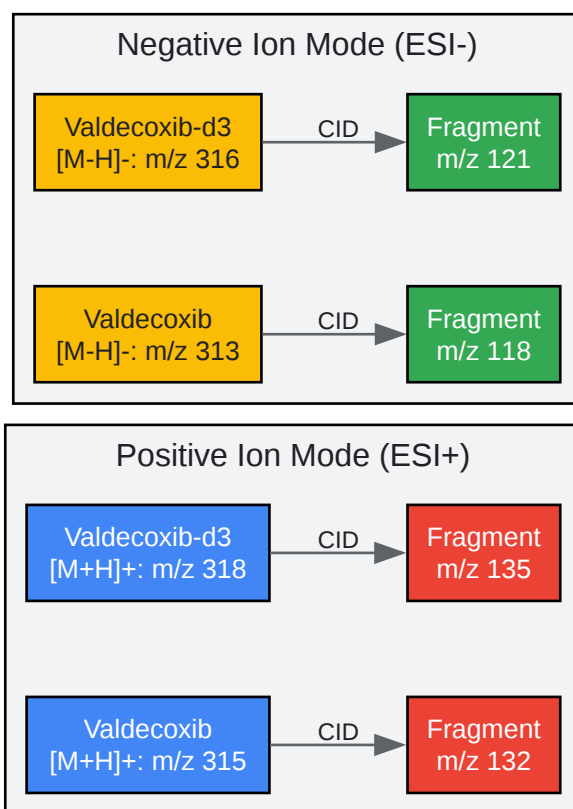 Negative Ion Mode (ESI-)
Valdecoxib-d3
[M-H]-: m/z 316
CID
Fragment
m/z 121
Valdecoxib
[M-H]-: m/z 313
CID
Fragment
m/z 118
Positive Ion Mode (ESI+)
Valdecoxib-d3
[M+H]+: m/z 318
CID
Fragment
m/z 135
Valdecoxib
[M+H]+: m/z 315
CID
Fragment
m/z 132